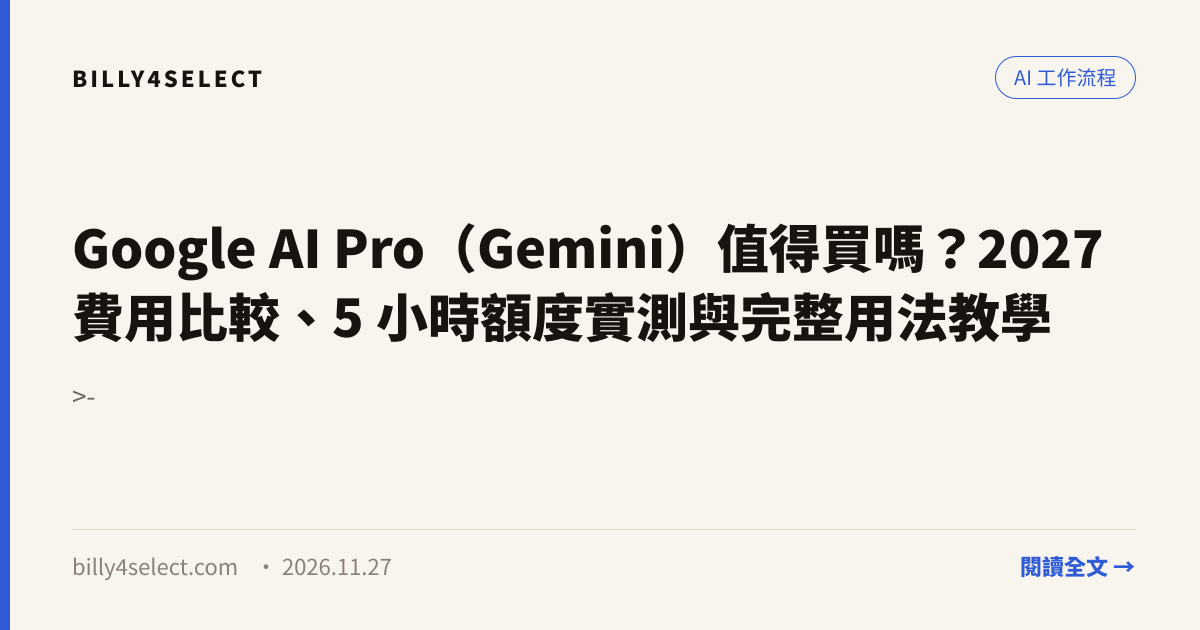 BILLY4SELECT
AI 工作流程
Google AI Pro（Gemini）值得買嗎？2027
費用比較、5 小時額度實測與完整用法教學
>-
billy4select.com • 2026.11.27
閱讀全文 →